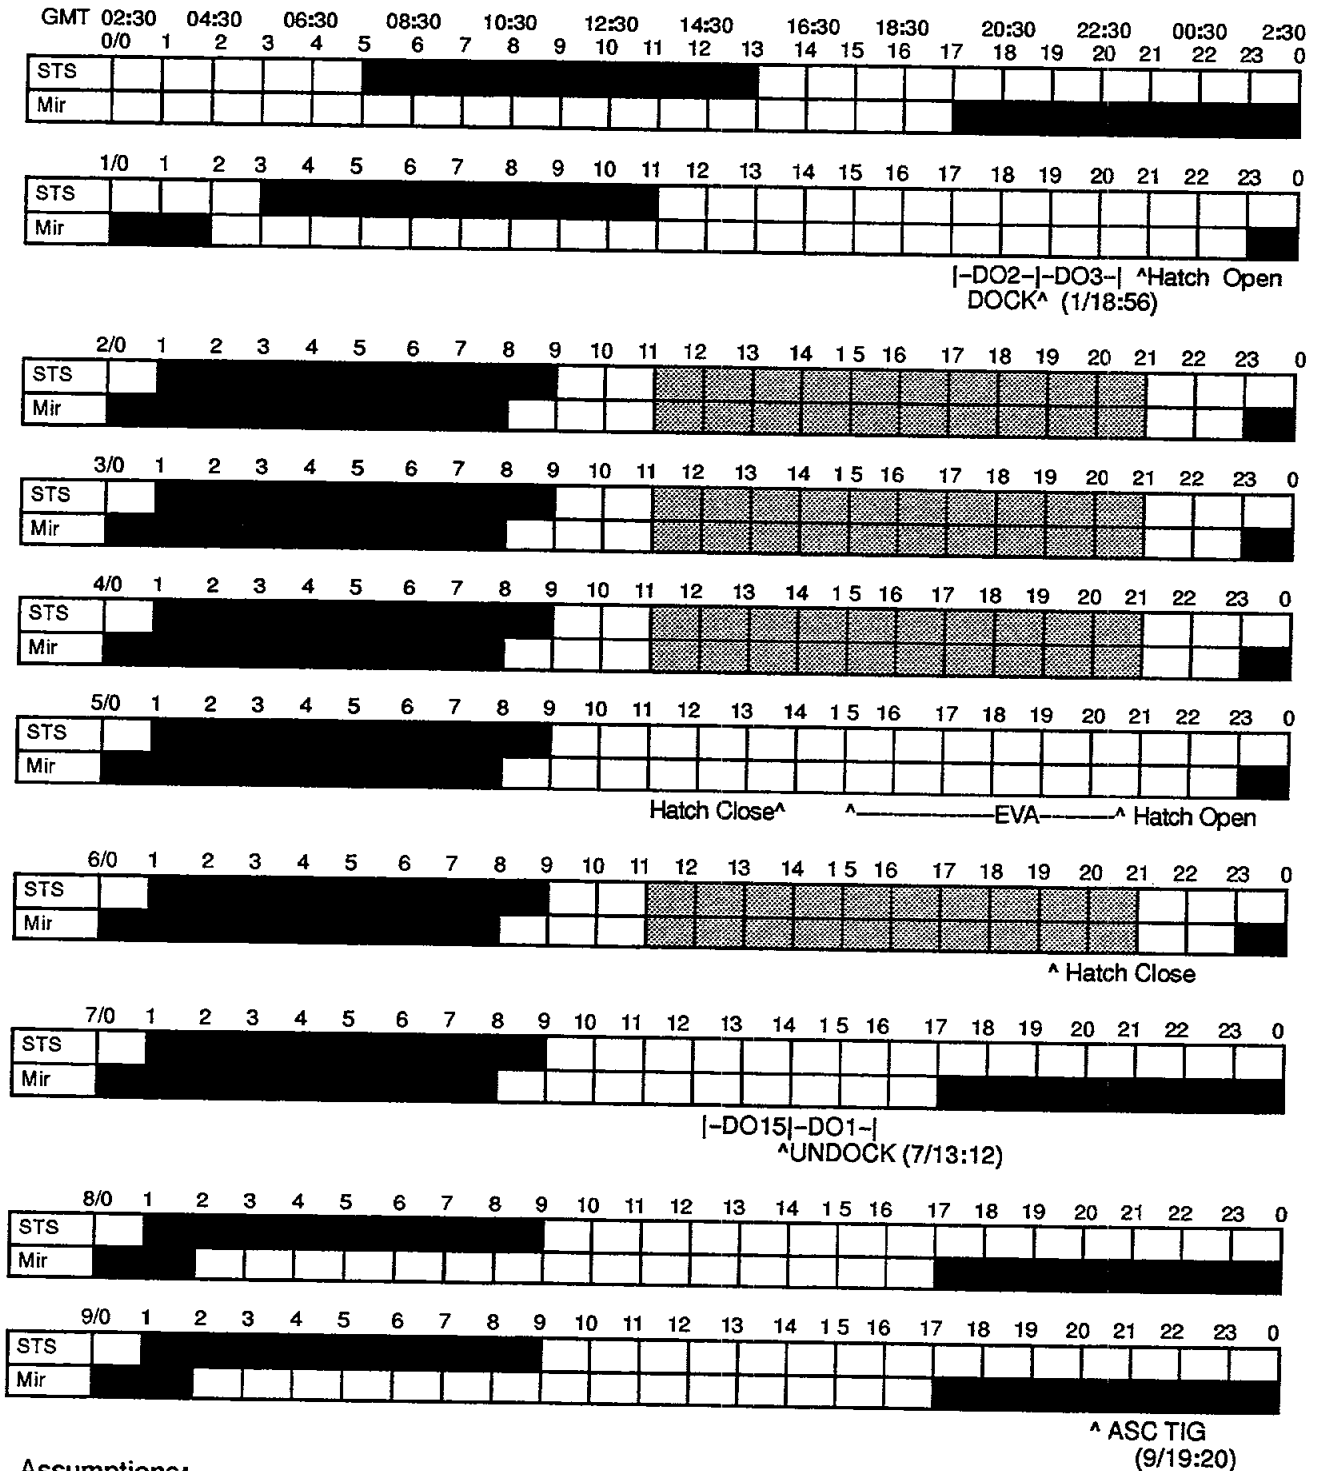 GMT 02:30 04:30 06:30 08:30 10:30 12:30 14:30 16:30 18:30 20:30 22:30 00:30 2:30
0/0 1 2 3 4 5 6 7 8 9 10 11 12 13 14 15 16 17 18 19 20 21 22 23 0
STS
Mir
1/0 1 2 3 4 5 6 7 8 9 10 11 12 13 14 15 16 17 18 19 20 21 22 23 0
STS
Mir
|-DO2-|-DO3-| ^Hatch Open
DOCK^ (1/18:56)
2/0 1 2 3 4 5 6 7 8 9 10 11 12 13 14 1 5 16 17 18 19 20 21 22 23 0
STS
Mir
3/0 1 2 3 4 5 6 7 8 9 10 11 12 13 14 1 5 16 17 18 19 20 21 22 23 0
STS
Mir
4/0 1 2 3 4 5 6 7 8 9 10 11 12 13 14 1 5 16 17 18 19 20 21 22 23 0
STS
Mir
5/0 1 2 3 4 5 6 7 8 9 10 11 12 13 14 1 5 16 17 18 19 20 21 22 23 0
STS
Mir
Hatch Close^ ^--------------EVA--------^ Hatch Open
6/0 1 2 3 4 5 6 7 8 9 10 11 12 13 14 1 5 16 17 18 19 20 21 22 23 0
STS
Mir
^ Hatch Close
7/0 1 2 3 4 5 6 7 8 9 10 11 12 13 14 1 5 16 17 18 19 20 21 22 23 0
STS
Mir
|-DO15|-DO1-|
^UNDOCK (7/13:12)
8/0 1 2 3 4 5 6 7 8 9 10 11 12 13 14 1 5 16 17 18 19 20 21 22 23 0
STS
Mir
9/0 1 2 3 4 5 6 7 8 9 10 11 12 13 14 1 5 16 17 18 19 20 21 22 23 0
STS
Mir
^ ASC TIG
(9/19:20)
Assumptions: